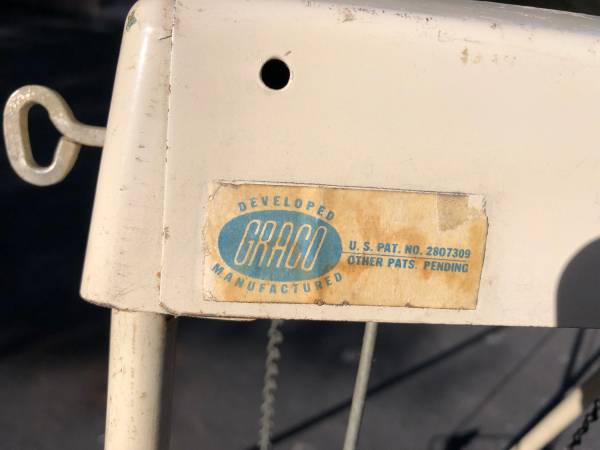 DEVELOPED
GRACO
MANUFACTURED
U. S. PAT. NO. 2807309
OTHER PATS. PENDING